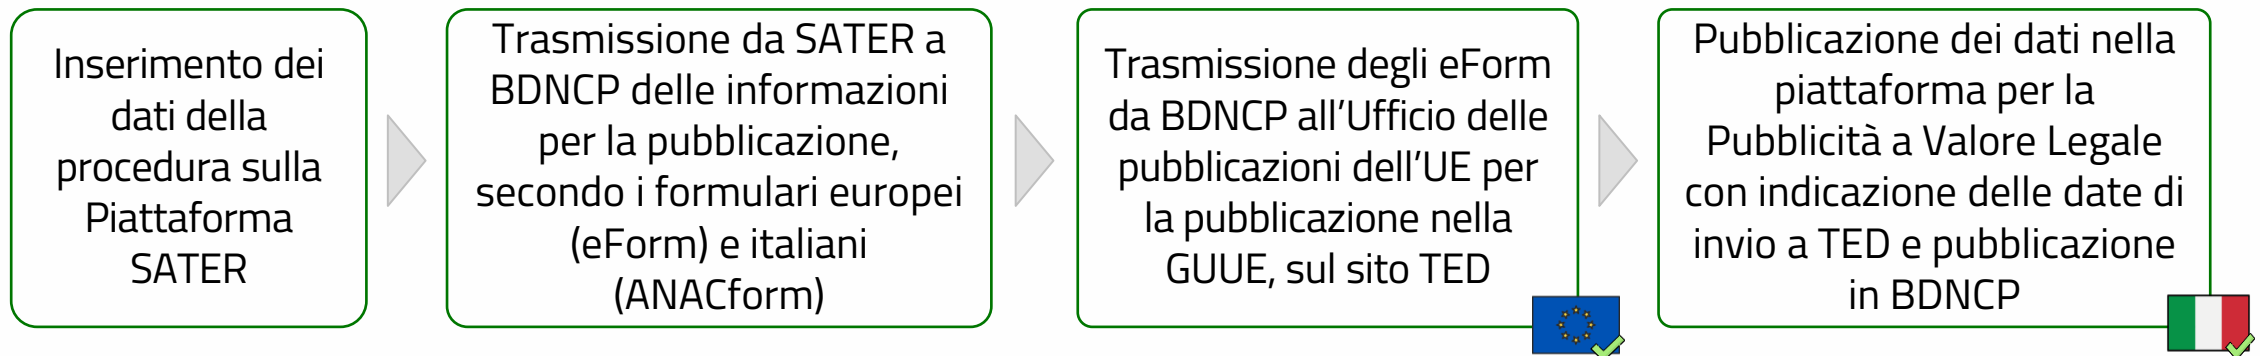 Inserimento dei
dati della
procedura sulla
Piattaforma
SATER
Trasmissione da SATER a
BDNCP delle informazioni
per la pubblicazione,
secondo i formulari europei
(eForm) e italiani
(ANACform)
Trasmissione degli eForm
da BDNCP all’Ufficio delle
pubblicazioni dell’UE per
la pubblicazione nella
GUUE, sul sito TED
Pubblicazione dei dati nella
piattaforma per la
Pubblicità a Valore Legale
con indicazione delle date di
invio a TED e pubblicazione
in BDNCP